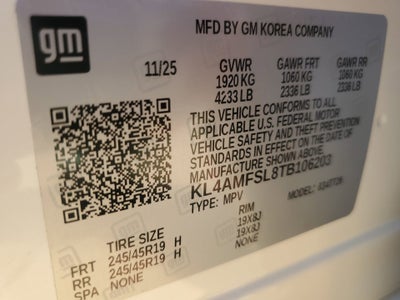 gm
MFD BY GM KOREA COMPANY
11/25 GVWR GAWR FRT GAWR RR
1920 KG 1060 KG 1060 KG
4233 LB 2336 LB 2336 LB
THIS VEHICLE CONFORMS TO ALL
APPLICABLE U.S. FEDERAL MOTOR
VEHICLE SAFETY AND THEFT PREVENTION
STANDARDS IN EFFECT ON THE DATE OF
MANUFACTURE SHOWN ABOVE.
KL4AMFSL8TB106203
TYPE: MPV MODEL:
TIRE SIZE RIM
FRT 245/45R19 H 19X8J
RR 245/45R19 H 19X8J
SPA NONE NONE